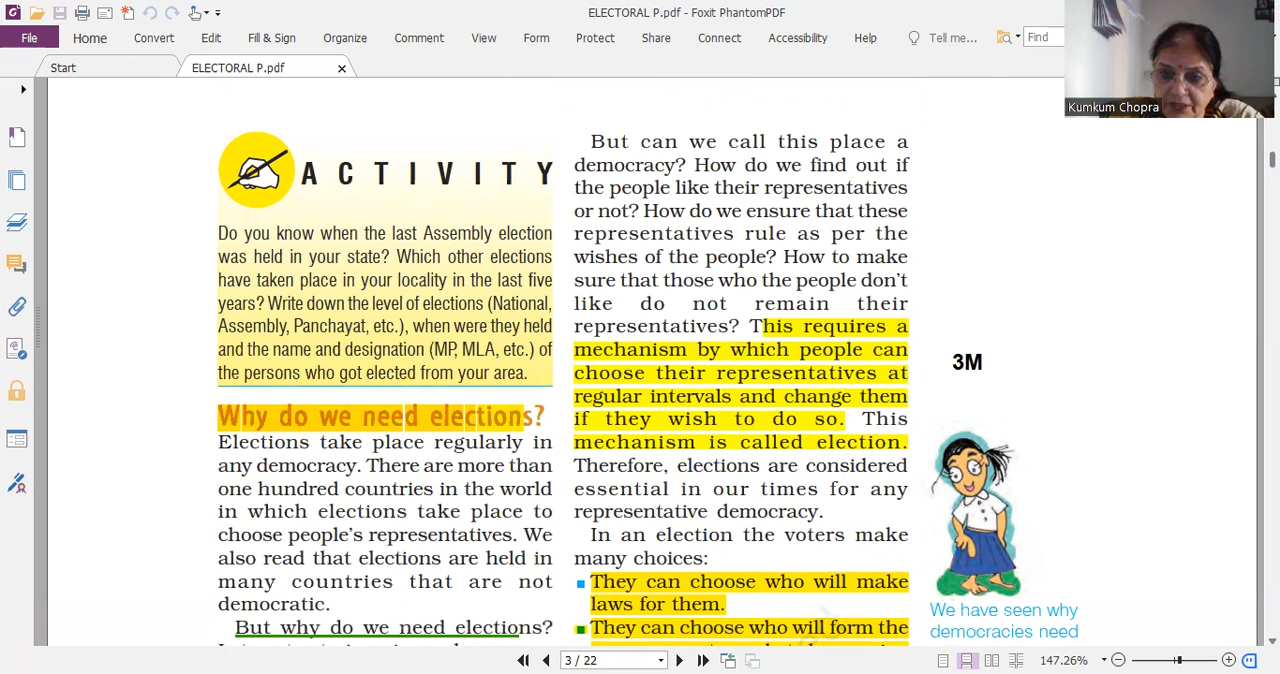 ELECTORAL P.pdf - Foxit PhantomPDF
File Home Convert Edit Fill & Sign Organize Comment View Form Protect Share Connect Accessibility Help Tell me... Find
Start ELECTORAL P.pdf
Kumkum Chopra
ACTIVITY
Do you know when the last Assembly election
was held in your state? Which other elections
have taken place in your locality in the last five
years? Write down the level of elections (National,
Assembly, Panchayat, etc.), when were they held
and the name and designation (MP, MLA, etc.) of
the persons who got elected from your area.
Why do we need elections?
Elections take place regularly in
any democracy. There are more than
one hundred countries in the world
in which elections take place to
choose people's representatives. We
also read that elections are held in
many countries that are not
democratic.
But why do we need elections?
But can we call this place a
democracy? How do we find out if
the people like their representatives
or not? How do we ensure that these
representatives rule as per the
wishes of the people? How to make
sure that those who the people don't
like do not remain their
representatives? This requires a
mechanism by which people can
choose their representatives at
regular intervals and change them
if they wish to do so. This
mechanism is called election.
Therefore, elections are considered
essential in our times for any
representative democracy.
In an election the voters make
many choices:
They can choose who will make
laws for them.
They can choose who will form the
3M
We have seen why
democracies need
3 / 22
147.26%